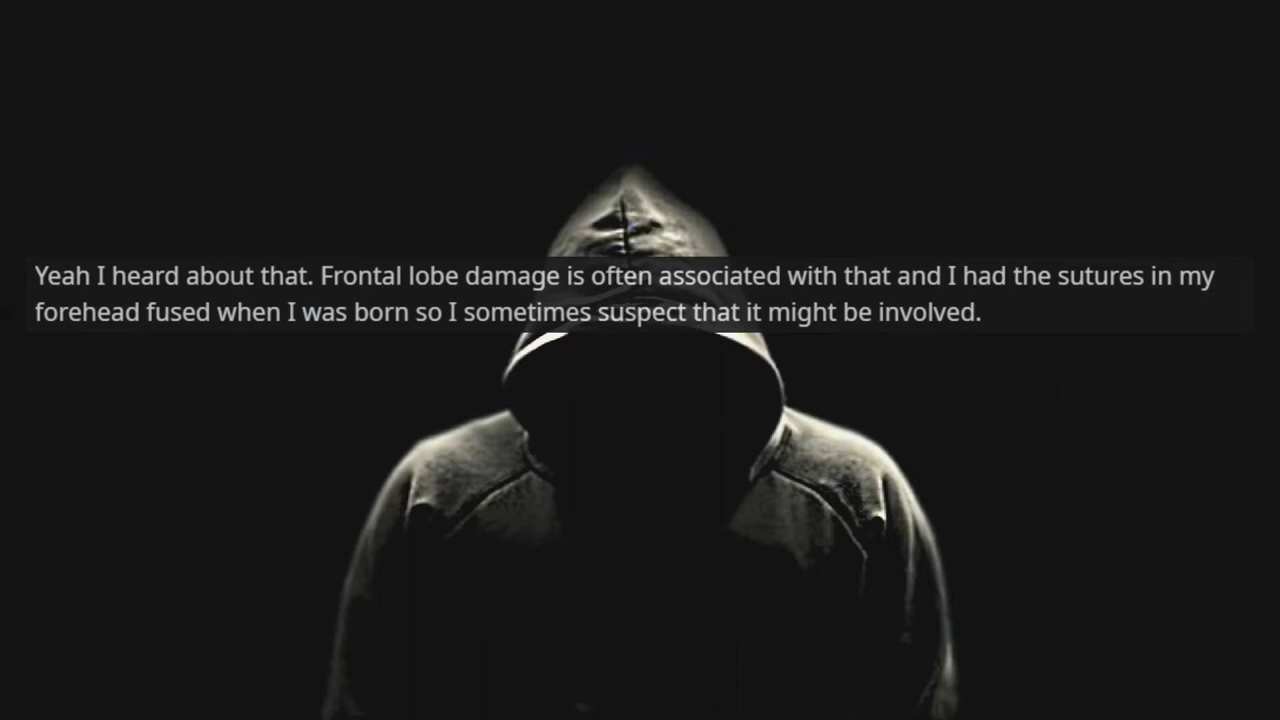 Yeah I heard about that. Frontal lobe damage is often associated with that and I had the sutures in my
forehead fused when I was born so I sometimes suspect that it might be involved.